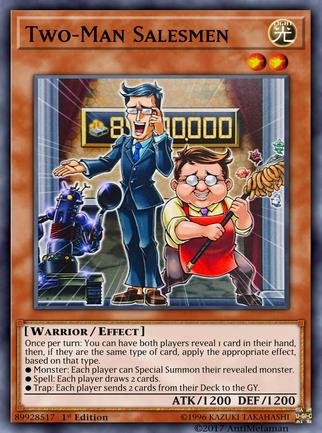 Two-Man Salesmen
LIGHT
光
[Warrior / Effect]
Once per turn: You can have both players reveal 1 card in their hand,
then, if they are the same type of card, apply the appropriate effect,
based on that type.
● Monster: Each player can Special Summon their revealed monster.
● Spell: Each player draws 2 cards.
● Trap: Each player sends 2 cards from their Deck to the GY.
ATK/1200 DEF/1200
89928517 1st Edition ©1996 KAZUKI TAKAHASHI
©2017 AntiMetaman